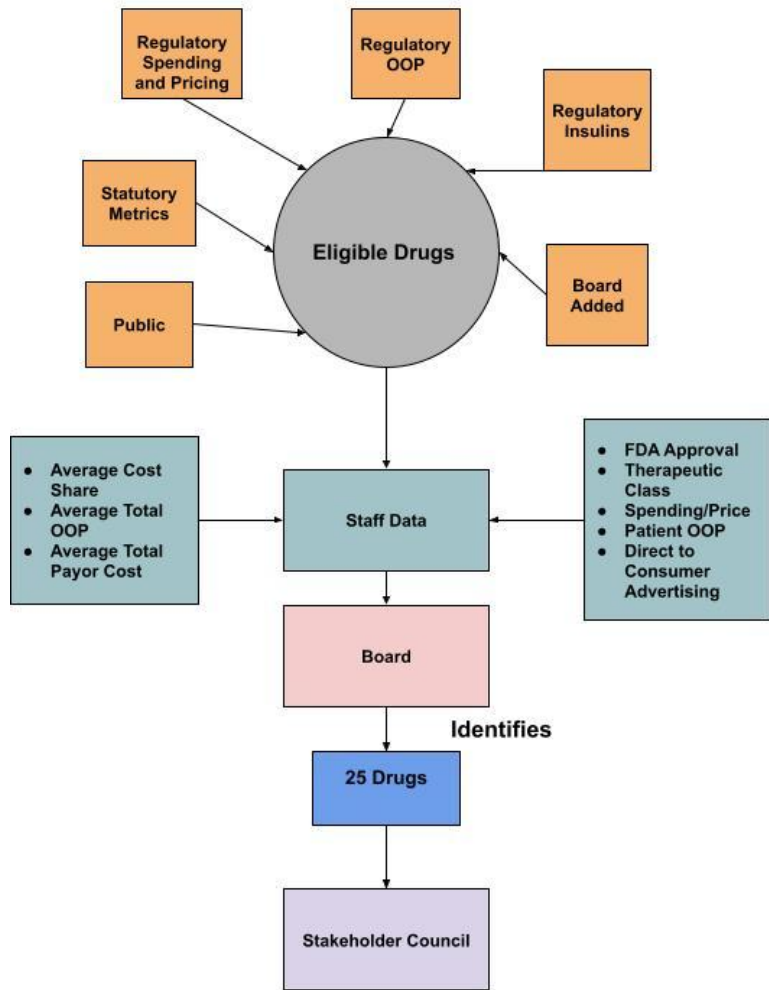 Regulatory
Spending
and Pricing
Regulatory
OOP
Regulatory
Insulins
Statutory
Metrics
Eligible Drugs
Board
Added
Public
● Average Cost
Share
● Average Total
OOP
● Average Total
Payor Cost
Staff Data
● FDA Approval
● Therapeutic
Class
● Spending/Price
● Patient OOP
● Direct to
Consumer
Advertising
Board
Identifies
25 Drugs
Stakeholder Council